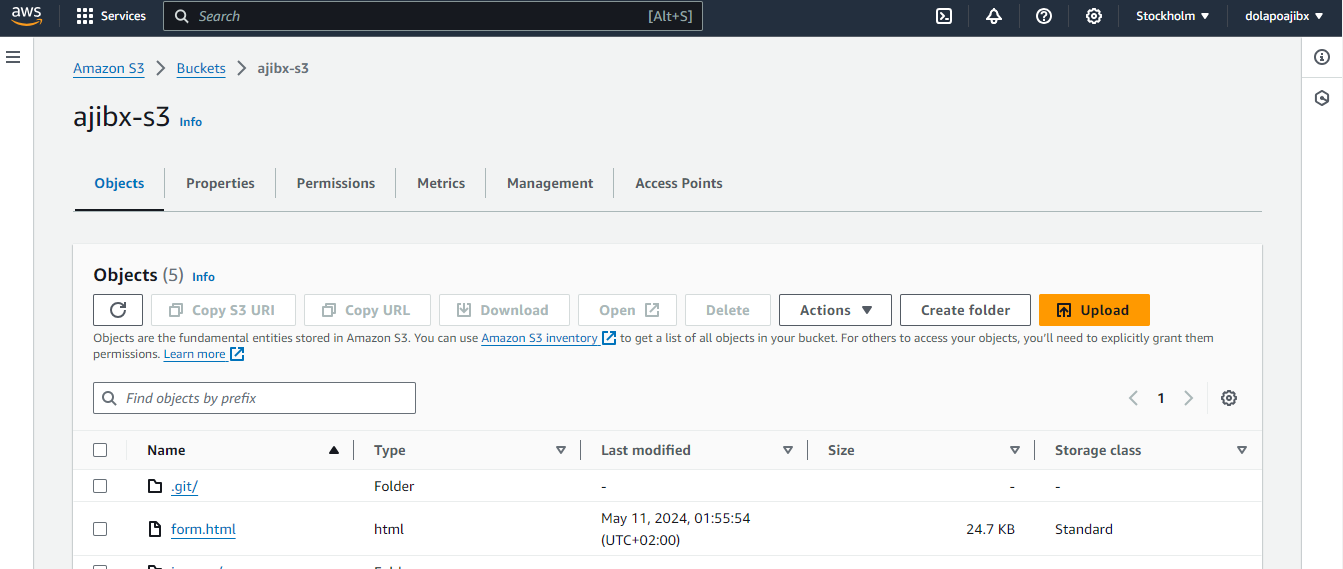 aws Services Search [Alt+S] Stockholm dolapoajibx
Amazon S3 Buckets ajibx-s3
ajibx-s3 Info
Objects Properties Permissions Metrics Management Access Points
Objects (5) Info
Copy S3 URI Copy URL Download Open Delete Actions Create folder Upload
Objects are the fundamental entities stored in Amazon S3. You can use Amazon S3 inventory to get a list of all objects in your bucket. For others to access your objects, you'll need to explicitly grant them
permissions. Learn more
Find objects by prefix 1
Name Type Last modified Size Storage class
.git/ Folder - - -
form.html html May 11, 2024, 01:55:54 (UTC+02:00) 24.7 KB Standard